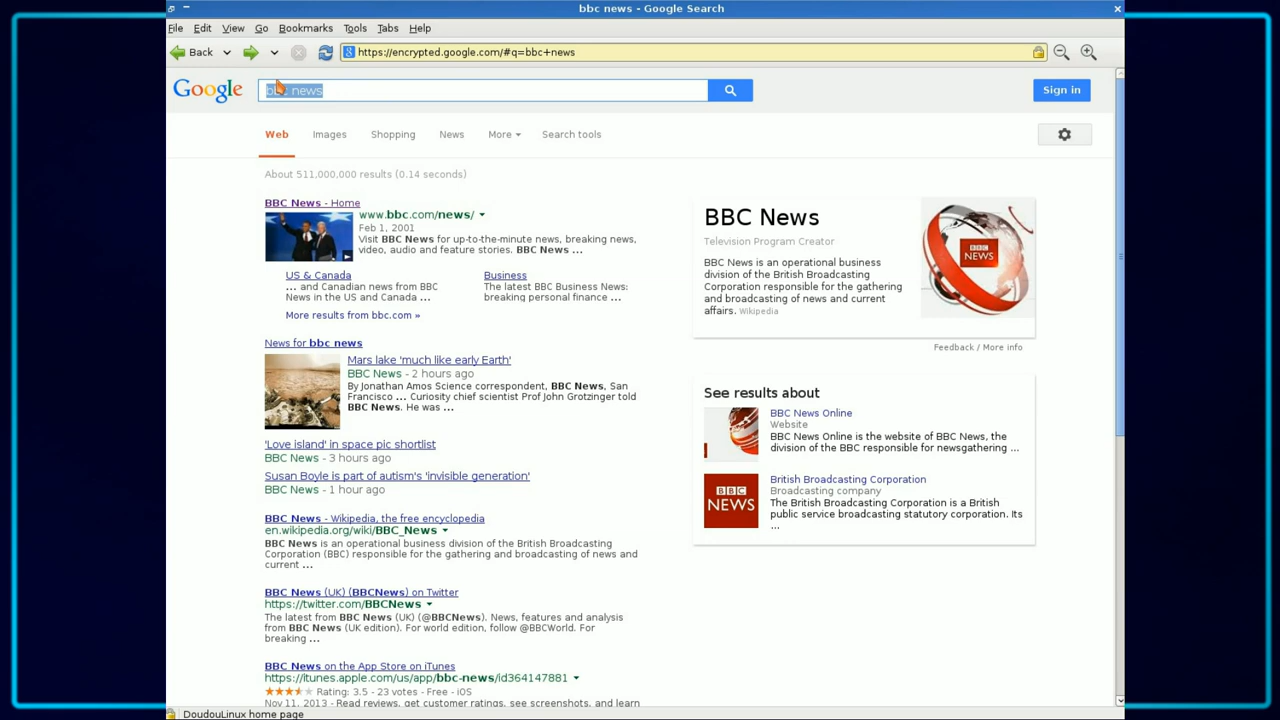 bbc news - Google Search
File Edit View Go Bookmarks Tools Tabs Help
Back https://encrypted.google.com/#q=bbc+news
Google bbc news Sign in
Web Images Shopping News More Search tools
About 511,000,000 results (0.14 seconds)
BBC News - Home
www.bbc.com/news/
Feb 1, 2001
Visit BBC News for up-to-the-minute news, breaking news,
video, audio and feature stories. BBC News ...
US & Canada
... and Canadian news from BBC
News in the US and Canada ...
Business
The latest BBC Business News:
breaking personal finance ...
More results from bbc.com »
News for bbc news
Mars lake 'much like early Earth'
BBC News - 2 hours ago
By Jonathan Amos Science correspondent, BBC News, San
Francisco ... Curiosity chief scientist Prof John Grotzinger told
BBC News. He was ...
'Love island' in space pic shortlist
BBC News - 3 hours ago
Susan Boyle is part of autism's 'invisible generation'
BBC News - 1 hour ago
BBC News - Wikipedia, the free encyclopedia
en.wikipedia.org/wiki/BBC_News
BBC News is an operational business division of the British Broadcasting
Corporation (BBC) responsible for the gathering and broadcasting of news and
current ...
BBC News (UK) (BBCNews) on Twitter
https://twitter.com/BBCNews
The latest from BBC News (UK) (@BBCNews). News, features and analysis
from BBC News (UK edition). For world edition, follow @BBCWorld. For
breaking ...
BBC News on the App Store on iTunes
https://itunes.apple.com/us/app/bbc-news/id364147881
Rating: 3.5 - 23 votes - Free - iOS
Nov 11, 2013 - Read reviews, get customer ratings, see screenshots, and learn
BBC News
Television Program Creator
BBC News is an operational business
division of the British Broadcasting
Corporation responsible for the gathering
and broadcasting of news and current
affairs. Wikipedia
BBC
NEWS
Feedback / More info
See results about
BBC News Online
Website
BBC News Online is the website of BBC News, the
division of the BBC responsible for newsgathering ...
BBC
NEWS
British Broadcasting Corporation
Broadcasting company
The British Broadcasting Corporation is a British
public service broadcasting statutory corporation. Its
...
DoudouLinux home page